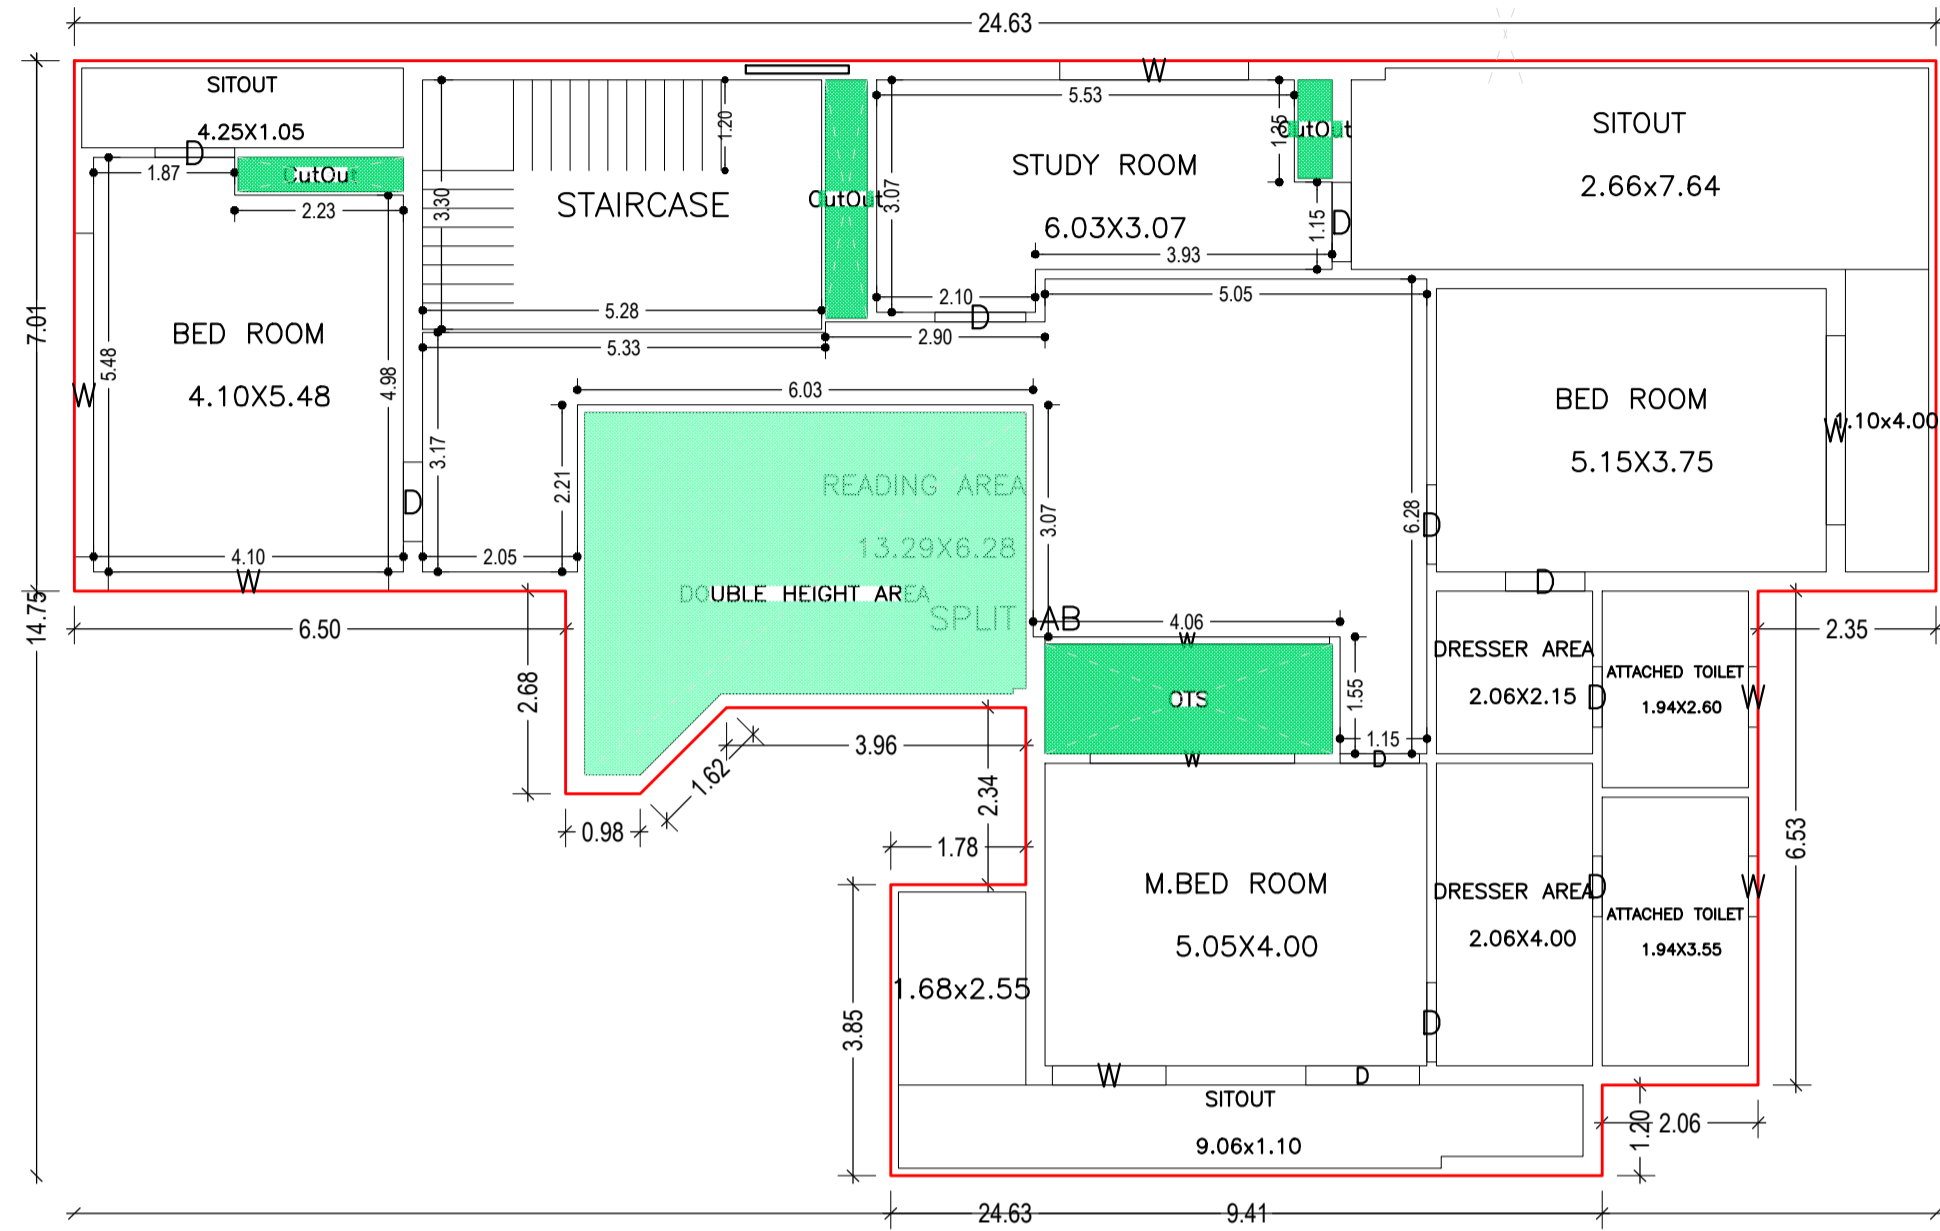 24.63
SITOUT
4.25X1.05
D
1.87
CutOut
2.23
1.20
3.30
STAIRCASE
CutOut
3.07
5.53
W
1.35
CutOut
STUDY ROOM
6.03X3.07
3.93
1.15
D
SITOUT
2.66x7.64
7.01
14.75
BED ROOM
4.10X5.48
5.48
4.98
W
4.10
W
D
5.28
5.33
3.17
2.05
2.21
2.10
D
2.90
5.05
6.03
READING AREA
13.29X6.28
DOUBLE HEIGHT AREA
SPLIT
AB
3.07
6.28
D
BED ROOM
5.15X3.75
W
1.10x4.00
D
6.50
2.68
0.98
1.62
3.96
2.34
1.78
4.06
W
OTS
1.55
1.15
W
D
DRESSER AREA
2.06X2.15
D
ATTACHED TOILET
1.94X2.60
W
2.35
6.53
M.BED ROOM
5.05X4.00
D
DRESSER AREA
2.06X4.00
D
ATTACHED TOILET
1.94X3.55
W
1.68x2.55
3.85
W
D
SITOUT
9.06x1.10
1.20
2.06
24.63
9.41